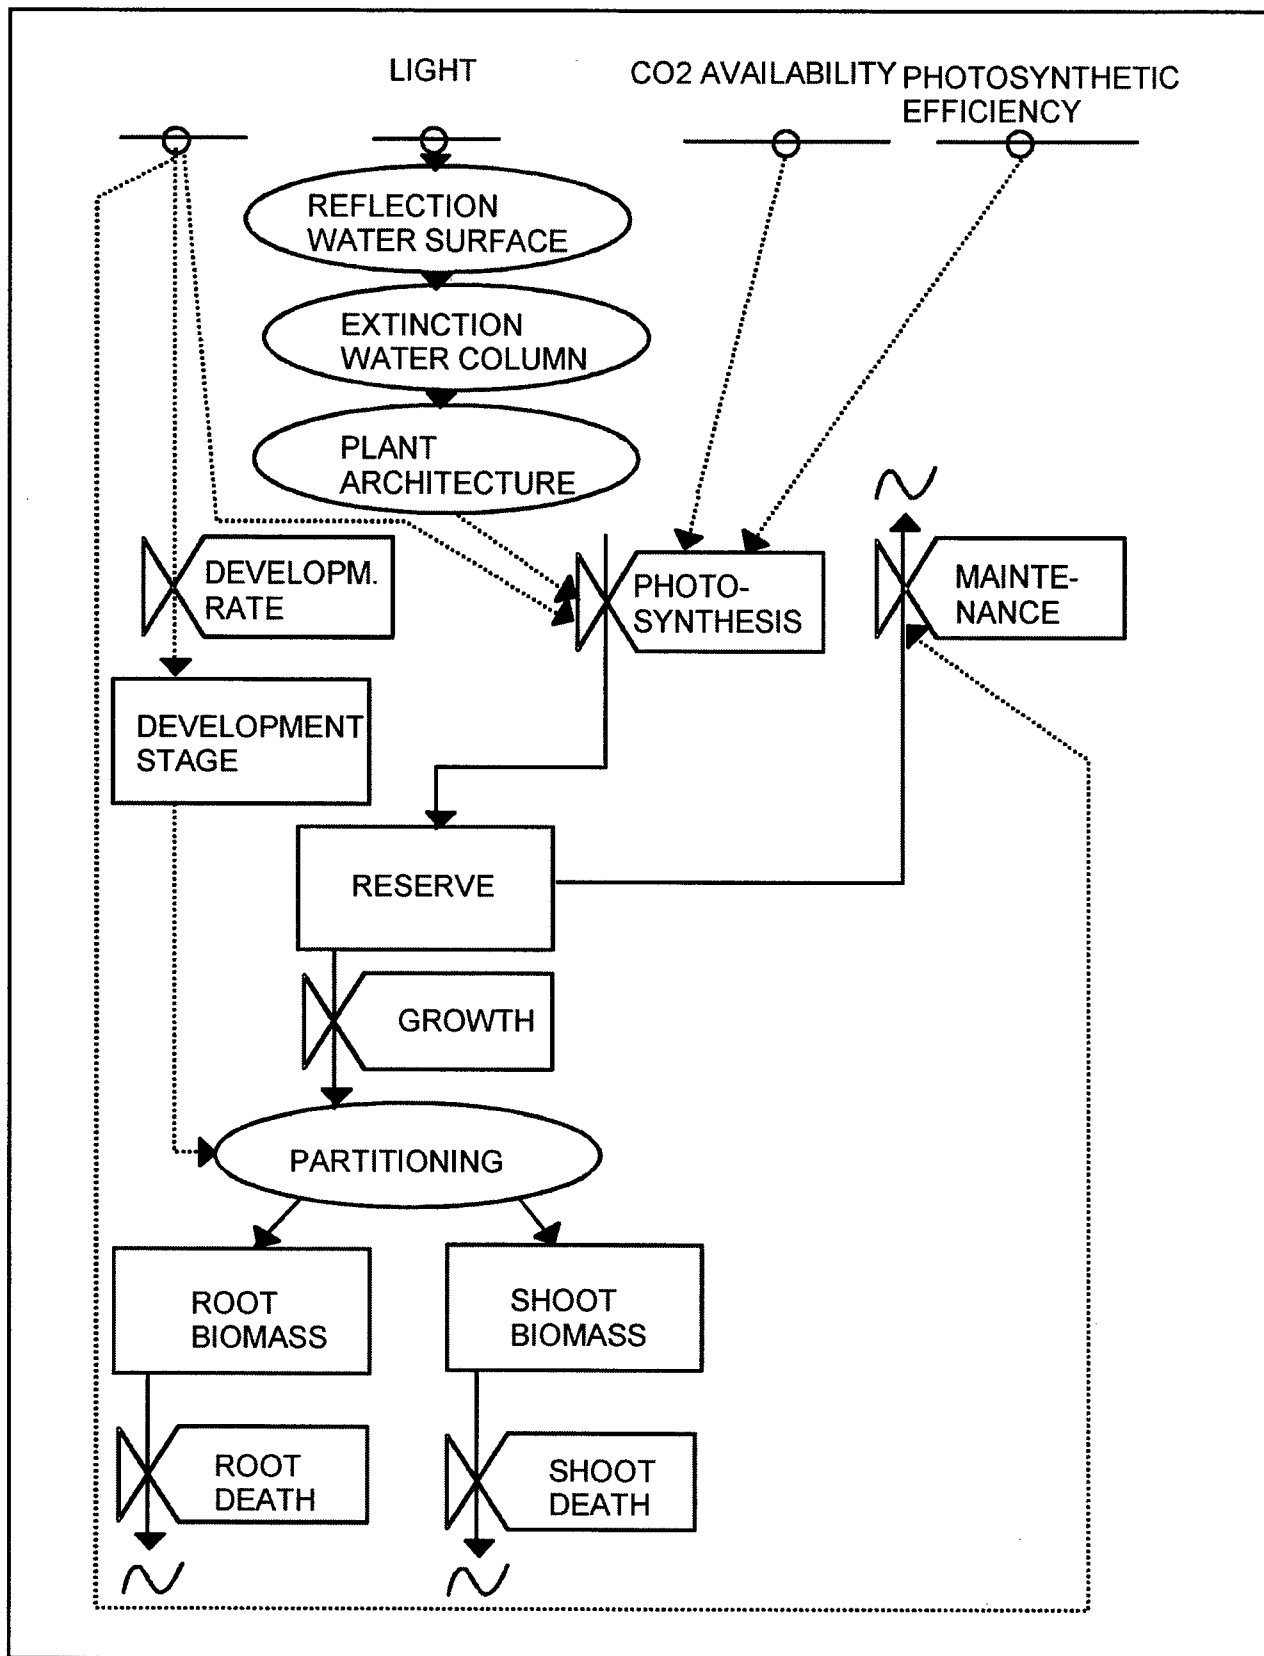 LIGHT
CO2 AVAILABILITY
PHOTOSYNTHETIC
EFFICIENCY
REFLECTION
WATER SURFACE
EXTINCTION
WATER COLUMN
PLANT
ARCHITECTURE
DEVELOPM.
RATE
PHOTO-
SYNTHESIS
MAINTE-
NANCE
DEVELOPMENT
STAGE
RESERVE
GROWTH
PARTITIONING
ROOT
BIOMASS
SHOOT
BIOMASS
ROOT
DEATH
SHOOT
DEATH